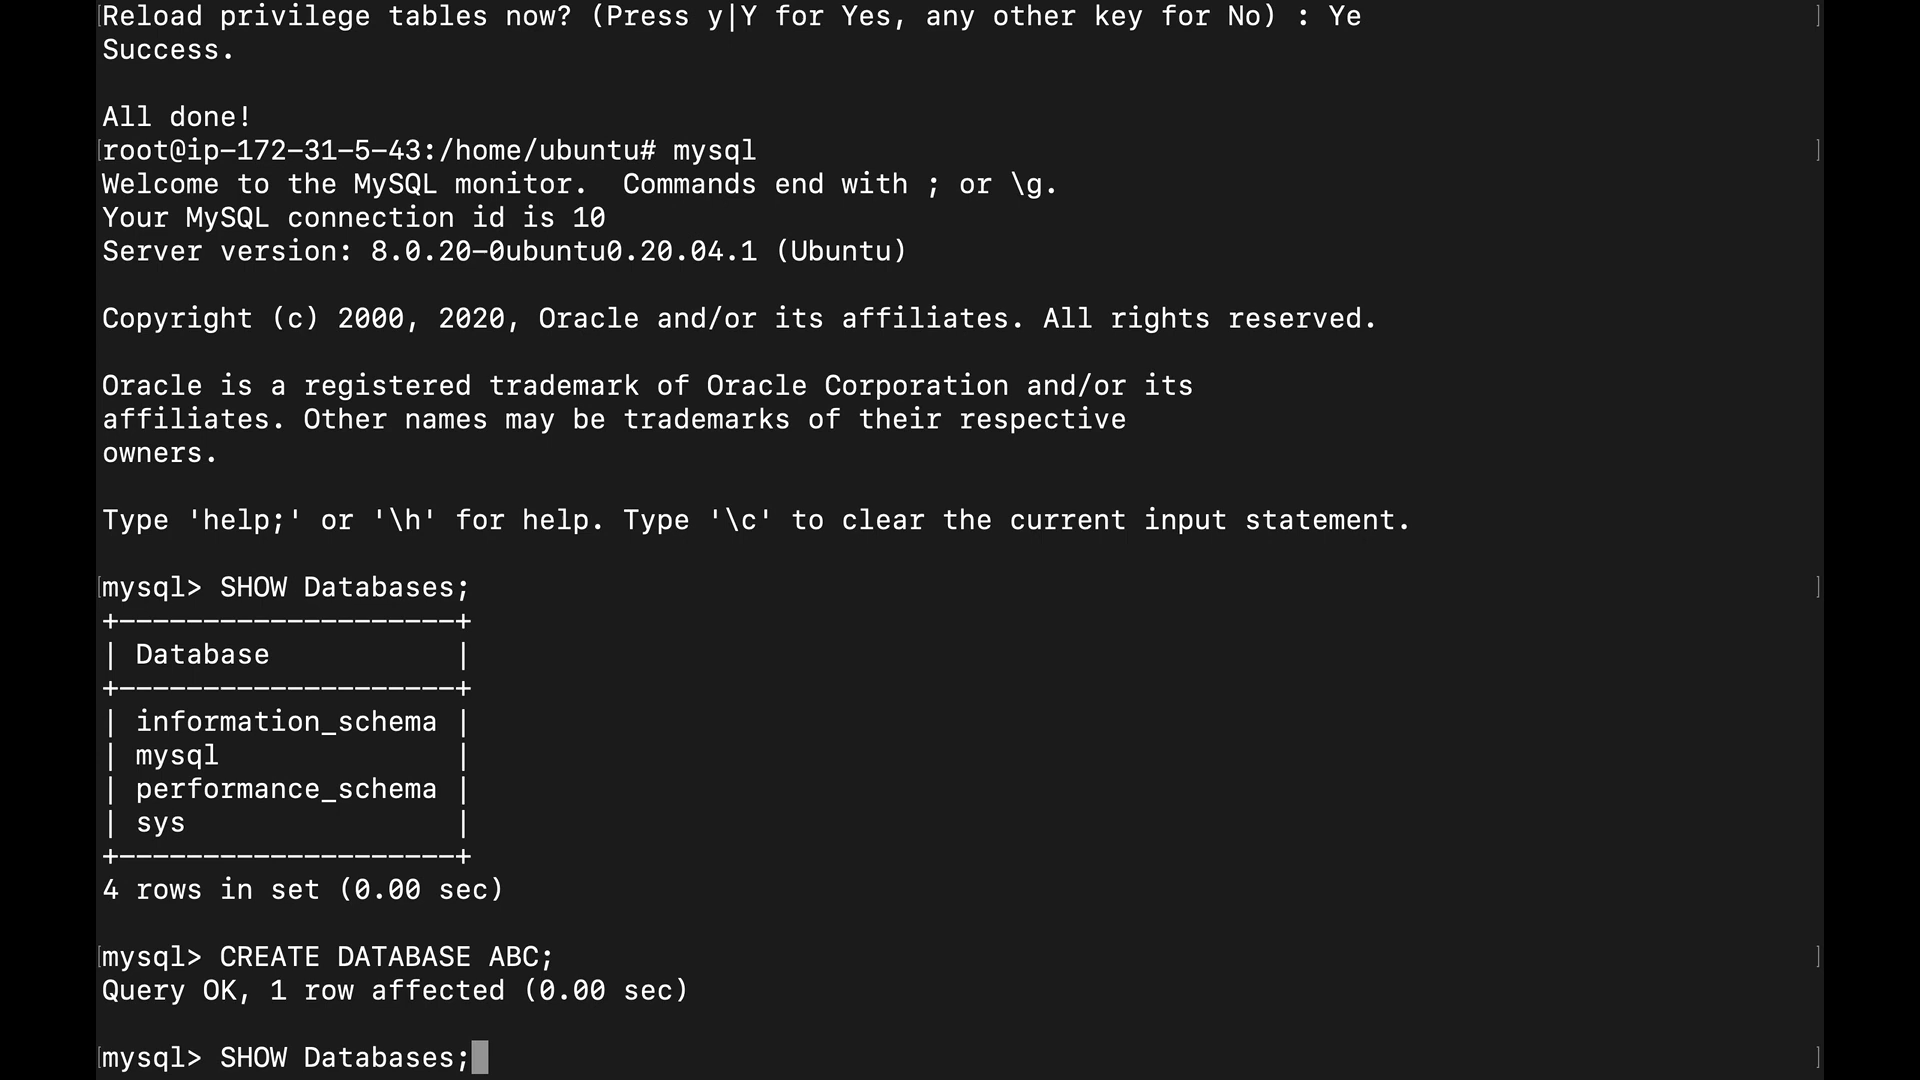 Reload privilege tables now? (Press y|Y for Yes, any other key for No) : Ye
Success.
All done!
root@ip-172-31-5-43:/home/ubuntu# mysql
Welcome to the MySQL monitor.  Commands end with ; or \g.
Your MySQL connection id is 10
Server version: 8.0.20-0ubuntu0.20.04.1 (Ubuntu)
Copyright (c) 2000, 2020, Oracle and/or its affiliates. All rights reserved.
Oracle is a registered trademark of Oracle Corporation and/or its
affiliates. Other names may be trademarks of their respective
owners.
Type 'help;' or '\h' for help. Type '\c' to clear the current input statement.
mysql> SHOW Databases;
+--------------------+
| Database           |
+--------------------+
| information_schema |
| mysql              |
| performance_schema |
| sys                |
+--------------------+
4 rows in set (0.00 sec)
mysql> CREATE DATABASE ABC;
Query OK, 1 row affected (0.00 sec)
mysql> SHOW Databases;